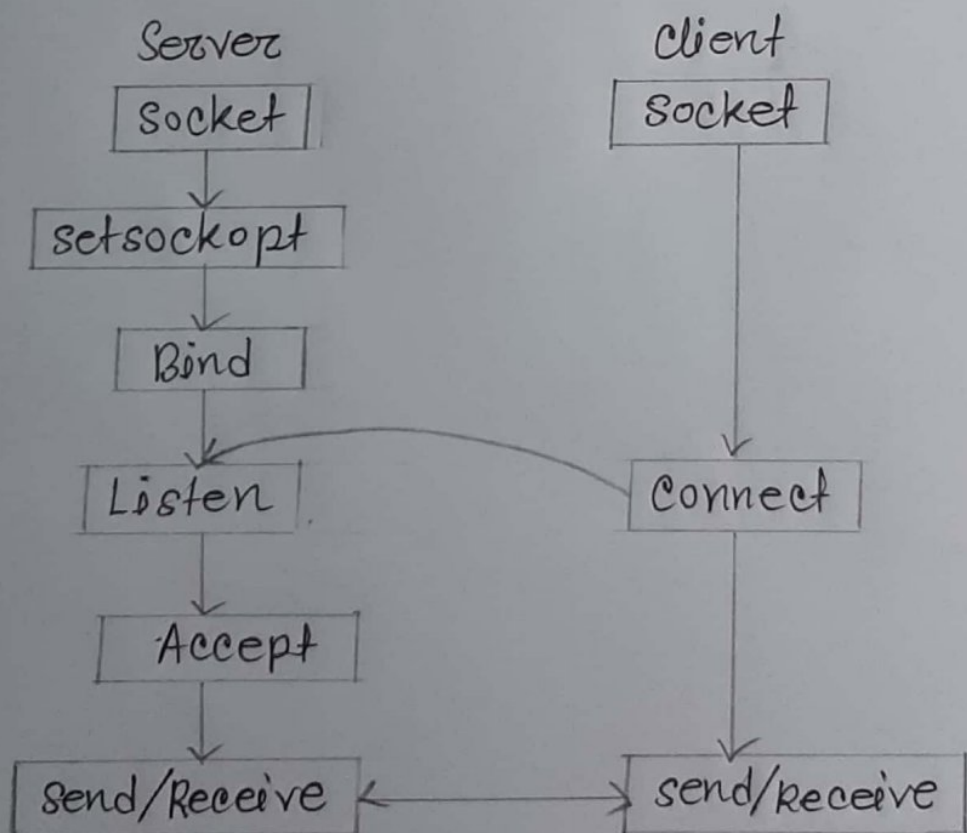 Server
Socket
setsockopt
Bind
Listen
Accept
Send/Receive
Client
Socket
Connect
Send/Receive